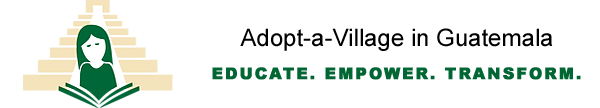 Adopt-a-Village in Guatemala
EDUCATE. EMPOWER. TRANSFORM.